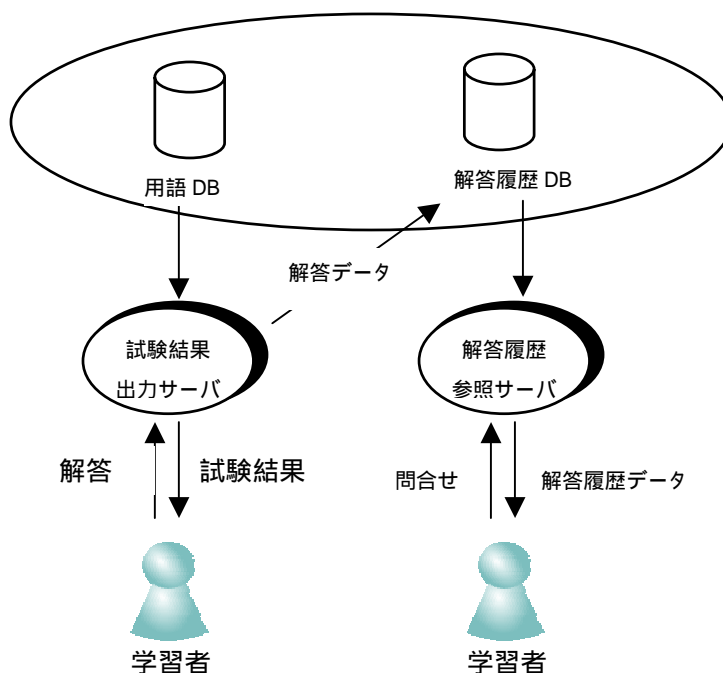 用語 DB
解答履歴 DB
解答データ
試験結果
出力サーバ
解答履歴
参照サーバ
解答
試験結果
問合せ
解答履歴データ
学習者
学習者